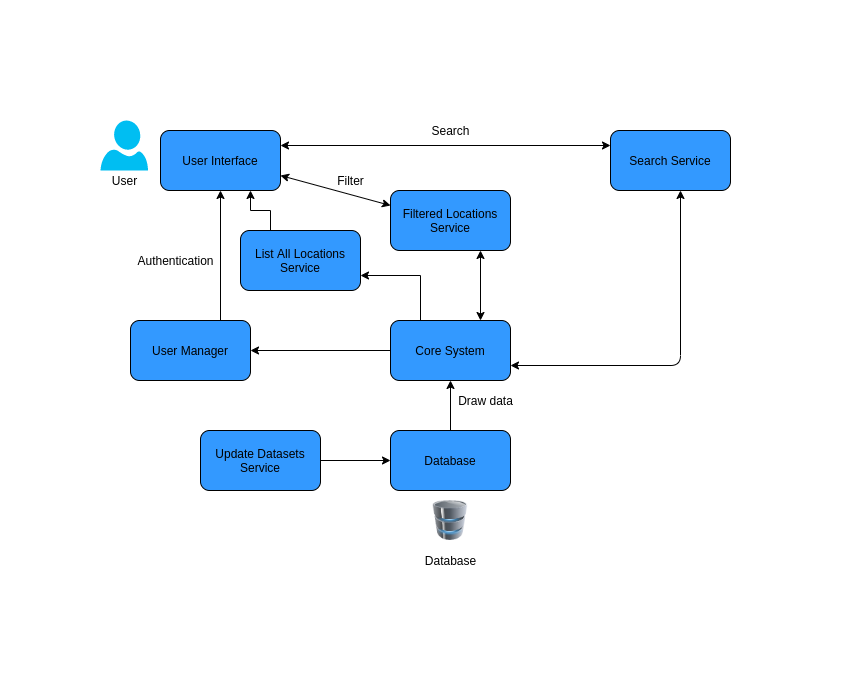 Search
User Interface
Search Service
User
Filter
Filtered Locations
Service
List All Locations
Service
Authentication
User Manager
Core System
Draw data
Update Datasets
Service
Database
Database